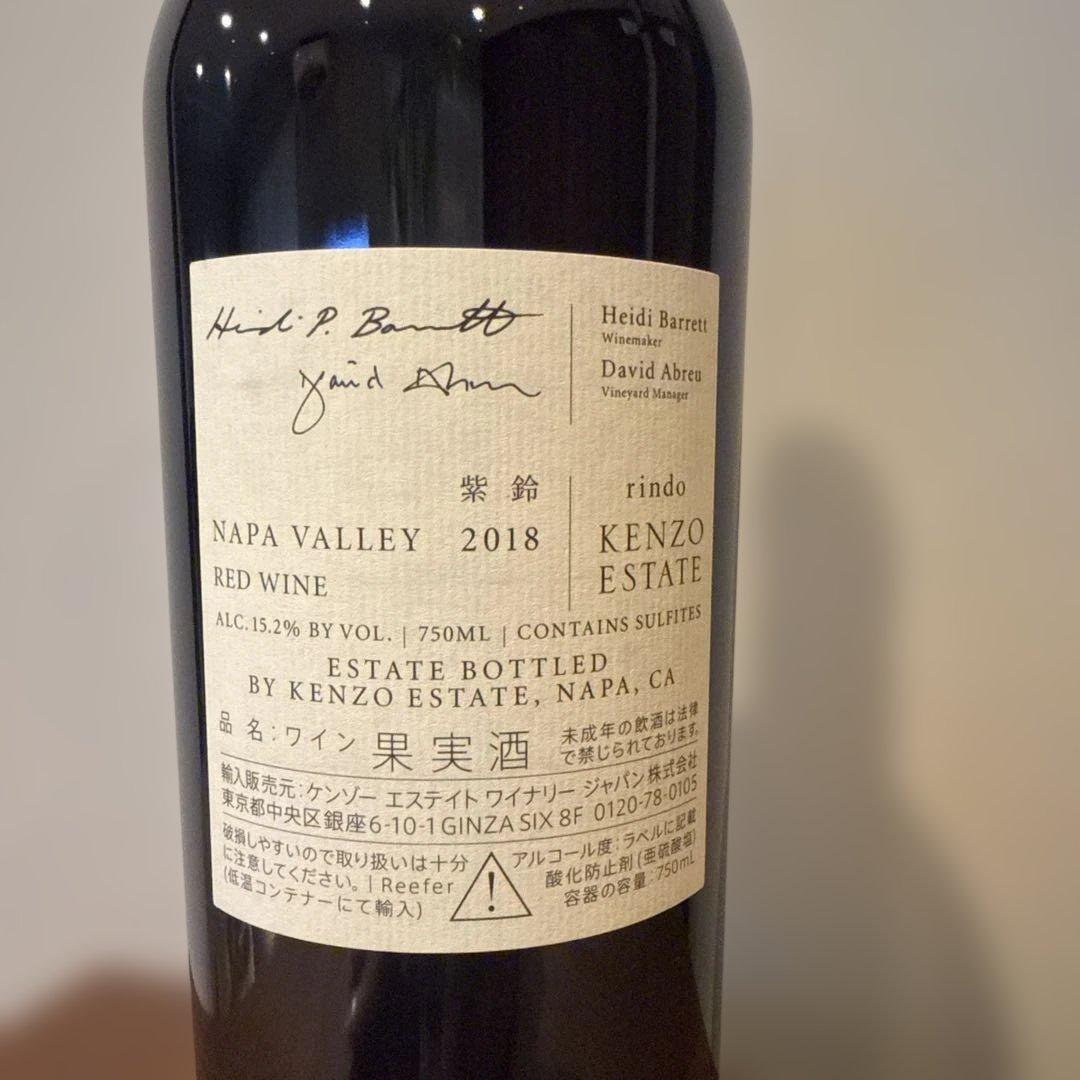 Heidi P. Barrett
David Abreu
Heidi Barrett
Winemaker
David Abreu
Vineyard Manager
紫鈴
NAPA VALLEY 2018
RED WINE
rindo
KENZO
ESTATE
ALC.15.2% BY VOL. | 750ML | CONTAINS SULFITES
ESTATE BOTTLED
BY KENZO ESTATE, NAPA, CA
品 名:ワイン 果実酒
未成年の飲酒は法律
で禁じられております。
輸入販売元:ケンゾー エステイト ワイナリー ジャパン株式会社
東京都中央区銀座6-10-1 GINZA SIX 8F 0120-78-0105
破損しやすいので取り扱いは十分
に注意してください。| Reefer
(低温コンテナーにて輸入)
!
アルコール度:ラベルに記載
酸化防止剤(亜硫酸塩)
容器の容量:750mL